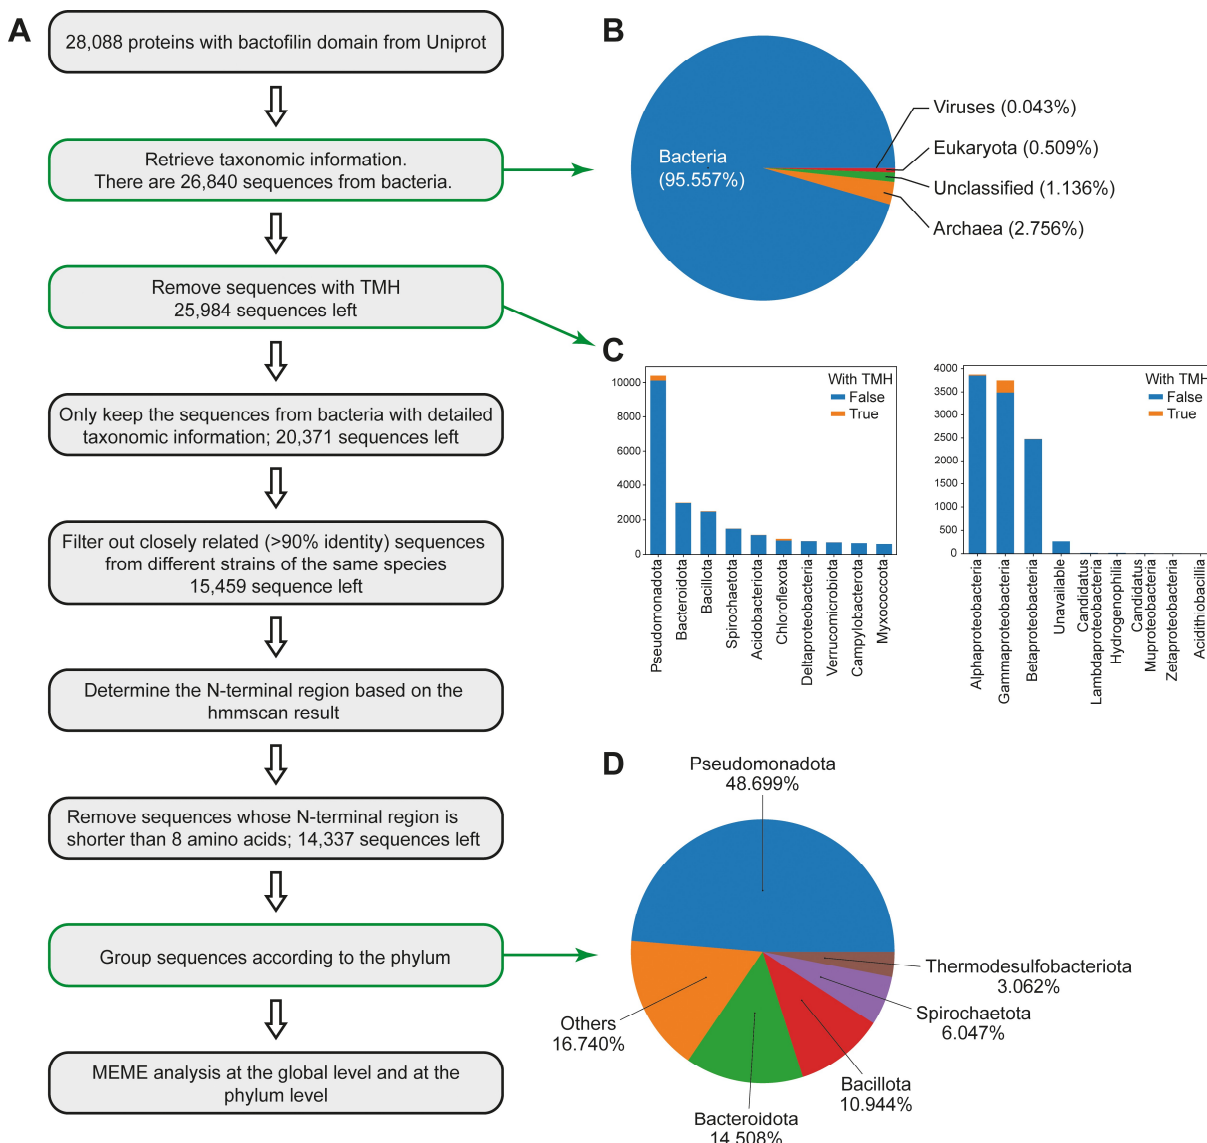 A
28,088 proteins with bactofilin domain from Uniprot
Retrieve taxonomic information.
There are 26,840 sequences from bacteria.
Remove sequences with TMH
25,984 sequences left
Only keep the sequences from bacteria with detailed
taxonomic information; 20,371 sequences left
Filter out closely related (>90% identity) sequences
from different strains of the same species
15,459 sequence left
Determine the N-terminal region based on the
hmmscan result
Remove sequences whose N-terminal region is
shorter than 8 amino acids; 14,337 sequences left
Group sequences according to the phylum
MEME analysis at the global level and at the
phylum level
B
Bacteria
(95.557%)
Viruses (0.043%)
Eukaryota (0.509%)
Unclassified (1.136%)
Archaea (2.756%)
C
10000
8000
6000
4000
2000
0
With TMH
False
True
Pseudomonadota
Bacteroidota
Bacillota
Spirochaetota
Acidobacteriota
Chloroflexota
Deltaproteobacteria
Verrucomicrobiota
Campylobacterota
Myxococcota
4000
3500
3000
2500
2000
1500
1000
500
0
With TMH
False
True
Alphaproteobacteria
Gammaproteobacteria
Betaproteobacteria
Unavailable
Candidatus
Lambdaproteobacteria
Hydrogenophilia
Candidatus
Muproteobacteria
Zetaproteobacteria
Acidithiobacillia
D
Pseudomonadota
48.699%
Thermodesulfobacteriota
3.062%
Spirochaetota
6.047%
Bacillota
10.944%
Bacteroidota
14.508%
Others
16.740%